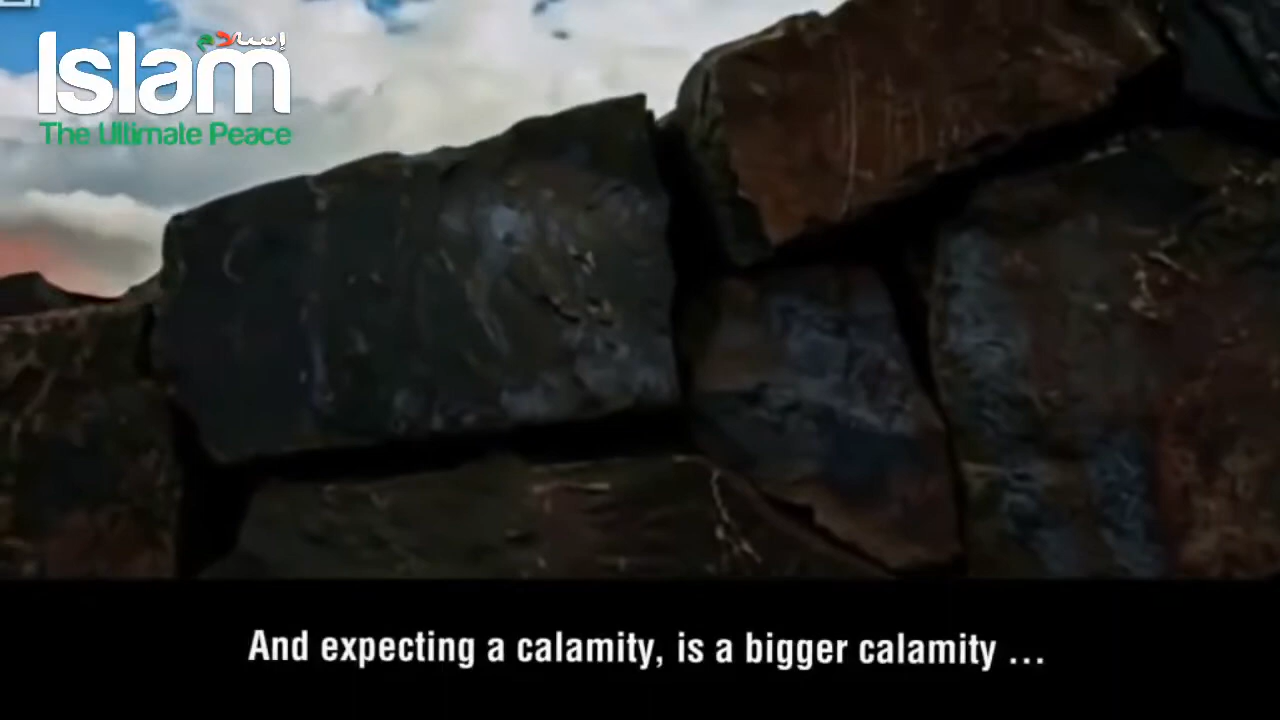 إسلام
Islam
The Ultimate Peace
And expecting a calamity, is a bigger calamity ...